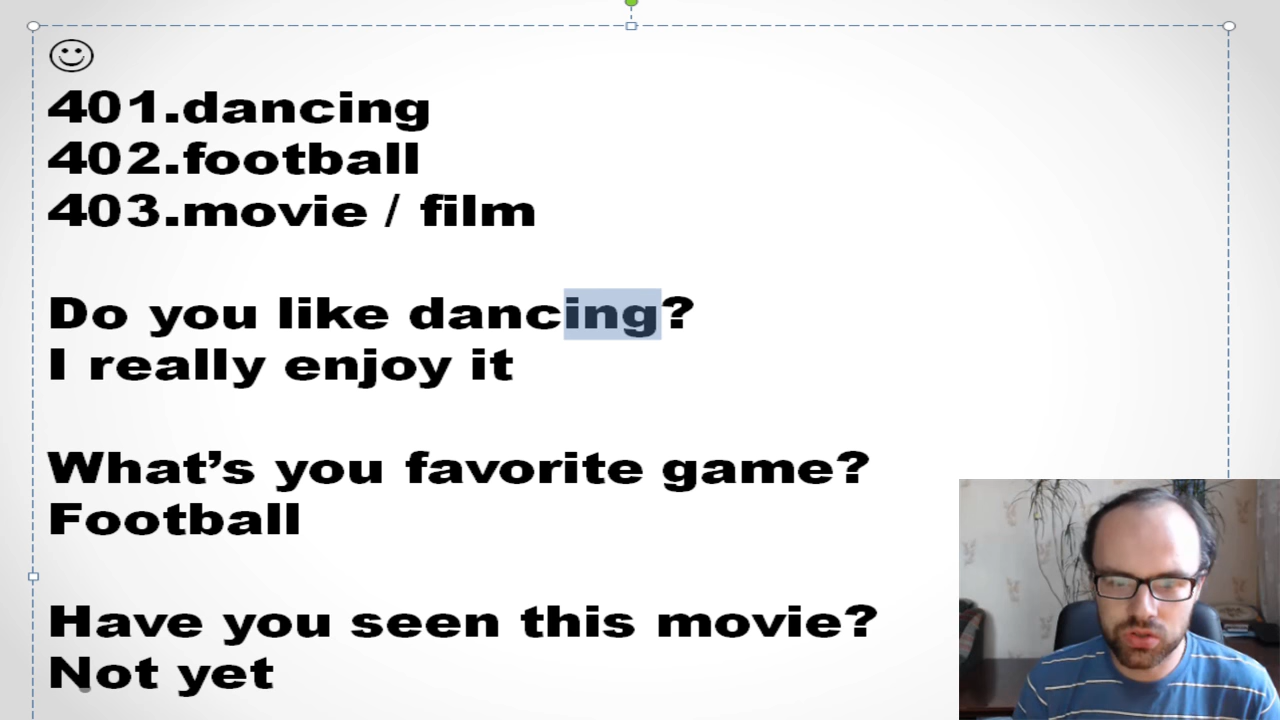 401.dancing
402.football
403.movie / film
Do you like dancing?
I really enjoy it
What’s you favorite game?
Football
Have you seen this movie?
Not yet